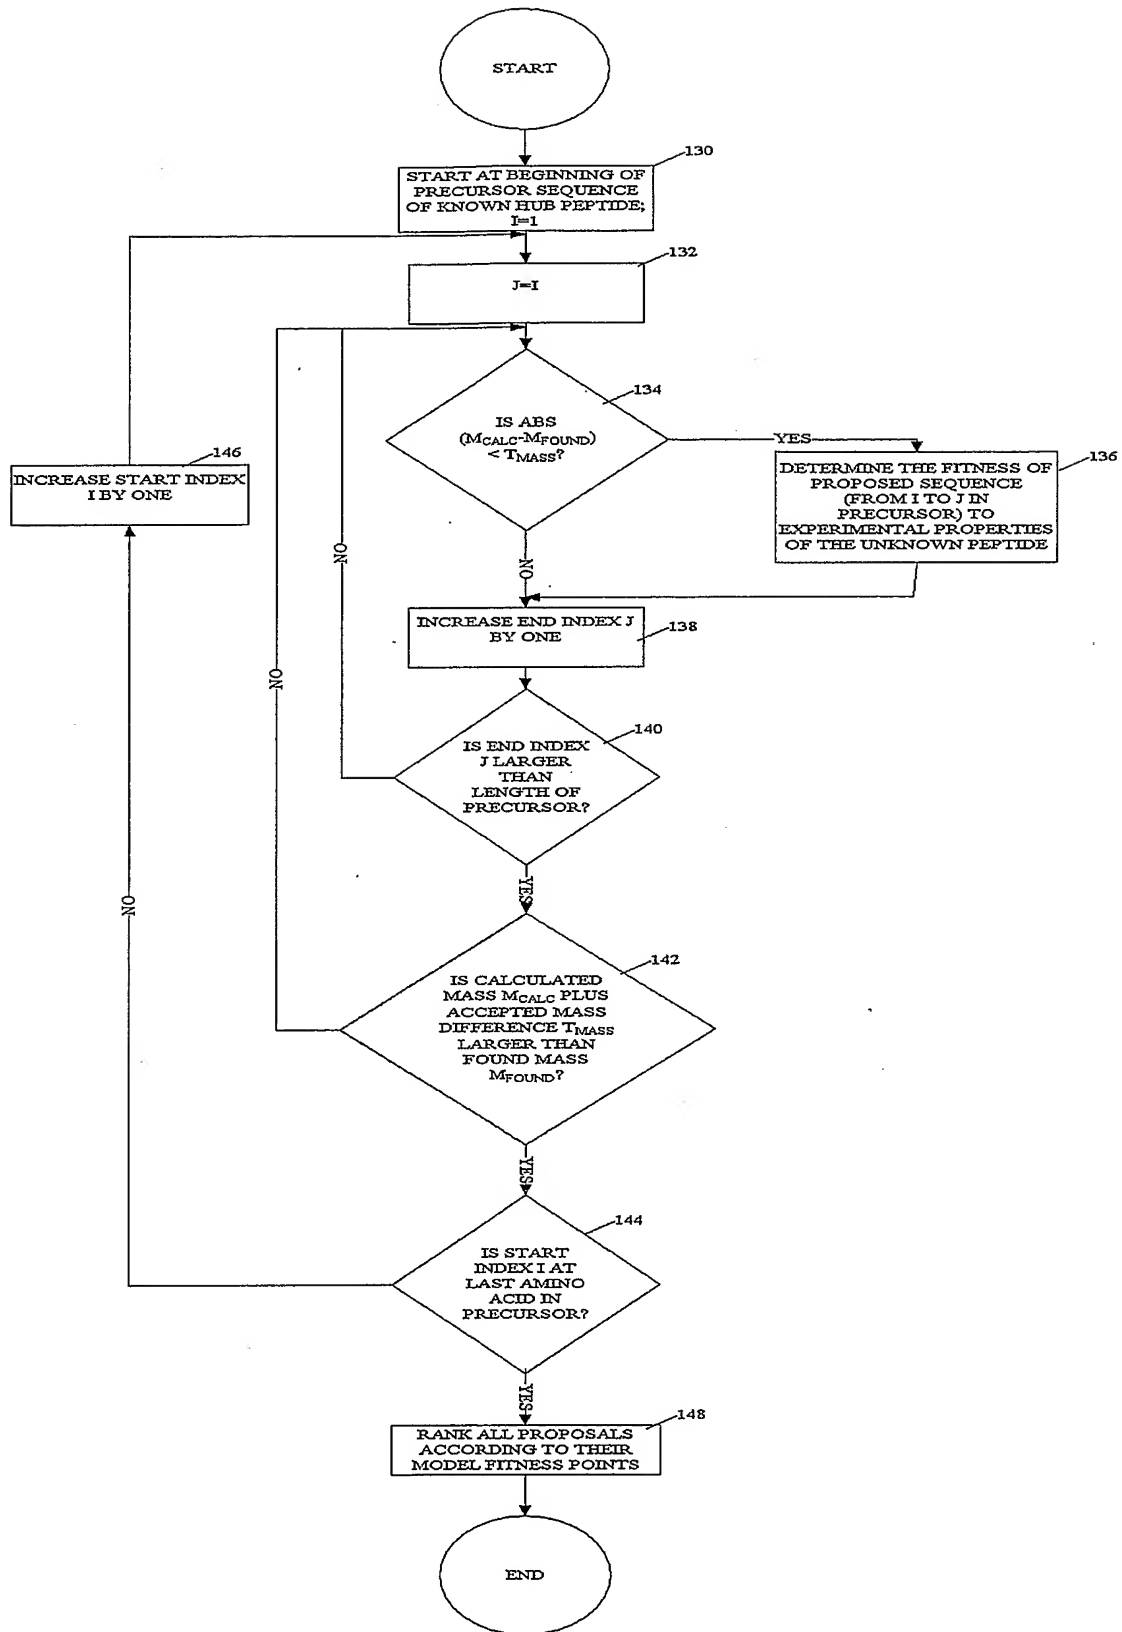 START
130
START AT BEGINNING OF
PRECURSOR SEQUENCE
OF KNOWN HUB PEPTIDE;
I=1
132
J=I
134
IS ABS
(MCALC-MFOUND)
< TMASS?
YES
136
DETERMINE THE FITNESS OF
PROPOSED SEQUENCE
(FROM I TO J IN
PRECURSOR) TO
EXPERIMENTAL PROPERTIES
OF THE UNKNOWN PEPTIDE
146
INCREASE START INDEX
I BY ONE
NO
NO
138
INCREASE END INDEX J
BY ONE
NO
140
IS END INDEX
J LARGER
THAN
LENGTH OF
PRECURSOR?
YES
NO
142
IS CALCULATED
MASS MCALC PLUS
ACCEPTED MASS
DIFFERENCE TMASS
LARGER THAN
FOUND MASS
MFOUND?
YES
144
IS START
INDEX I AT
LAST AMINO
ACID IN
PRECURSOR?
YES
148
RANK ALL PROPOSALS
ACCORDING TO THEIR
MODEL FITNESS POINTS
END